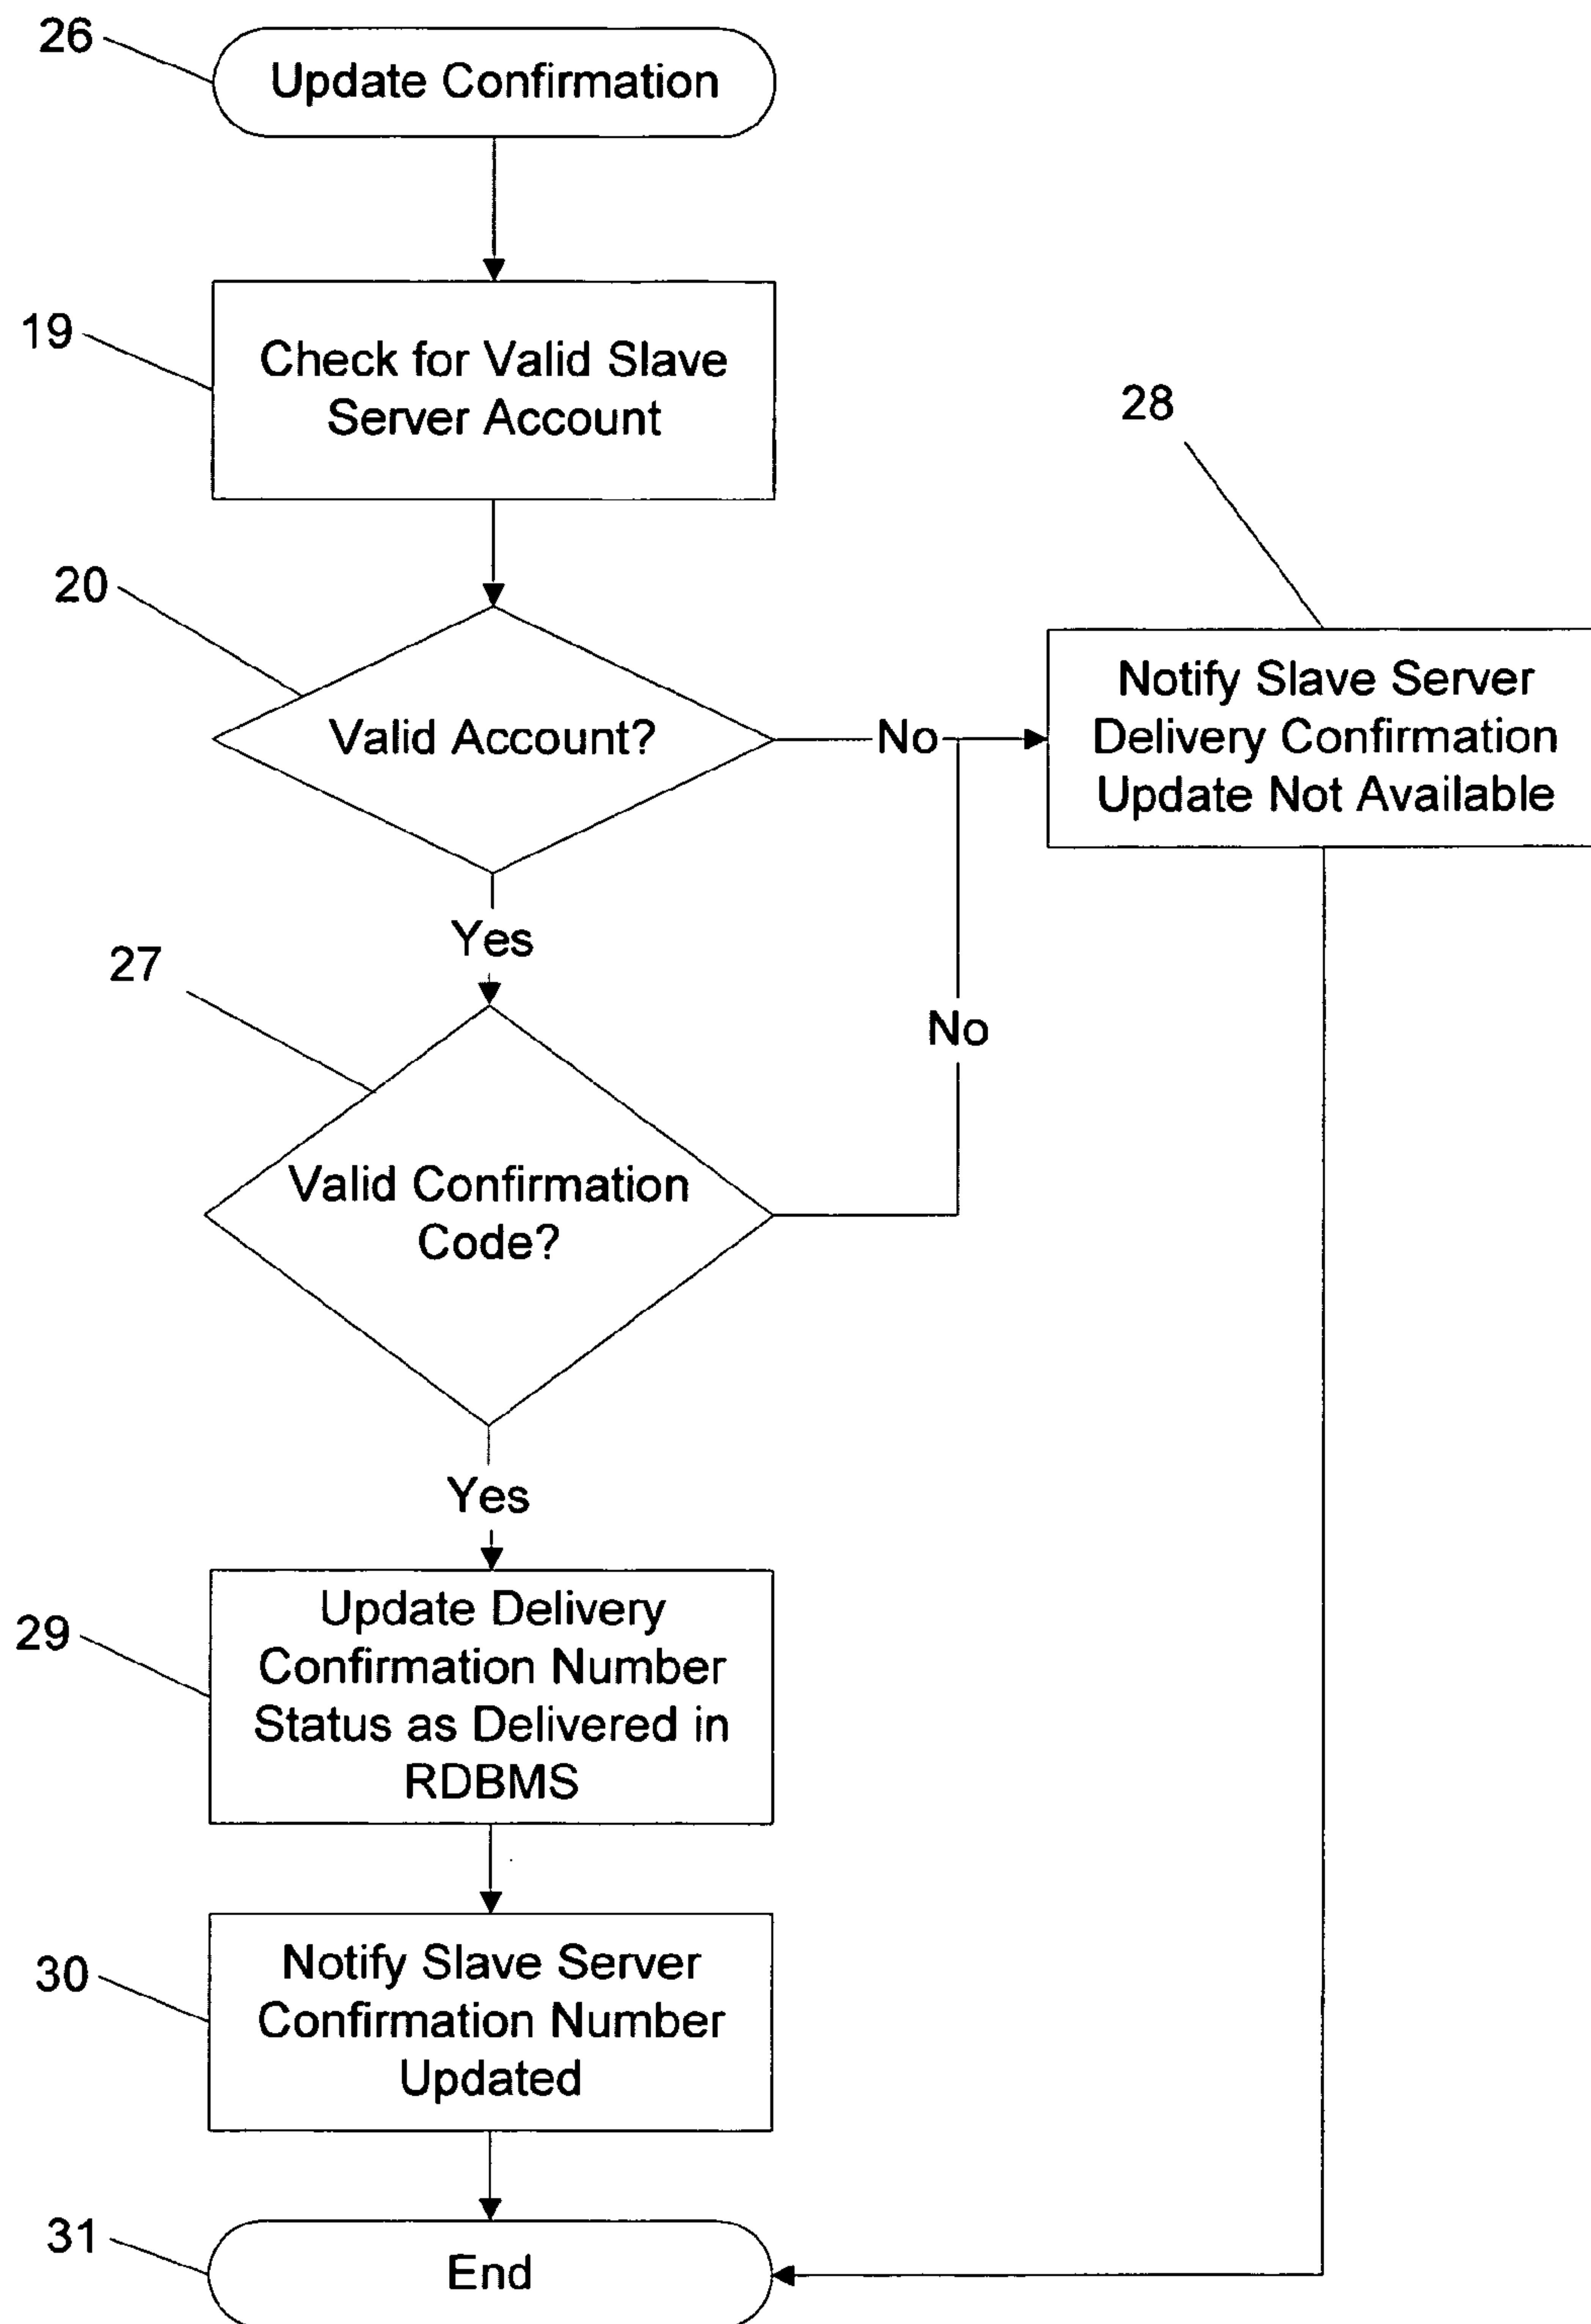 26
Update Confirmation
19
Check for Valid Slave
Server Account
28
20
Valid Account?
No
Notify Slave Server
Delivery Confirmation
Update Not Available
Yes
27
No
Valid Confirmation
Code?
Yes
29
Update Delivery
Confirmation Number
Status as Delivered in
RDBMS
30
Notify Slave Server
Confirmation Number
Updated
31
End